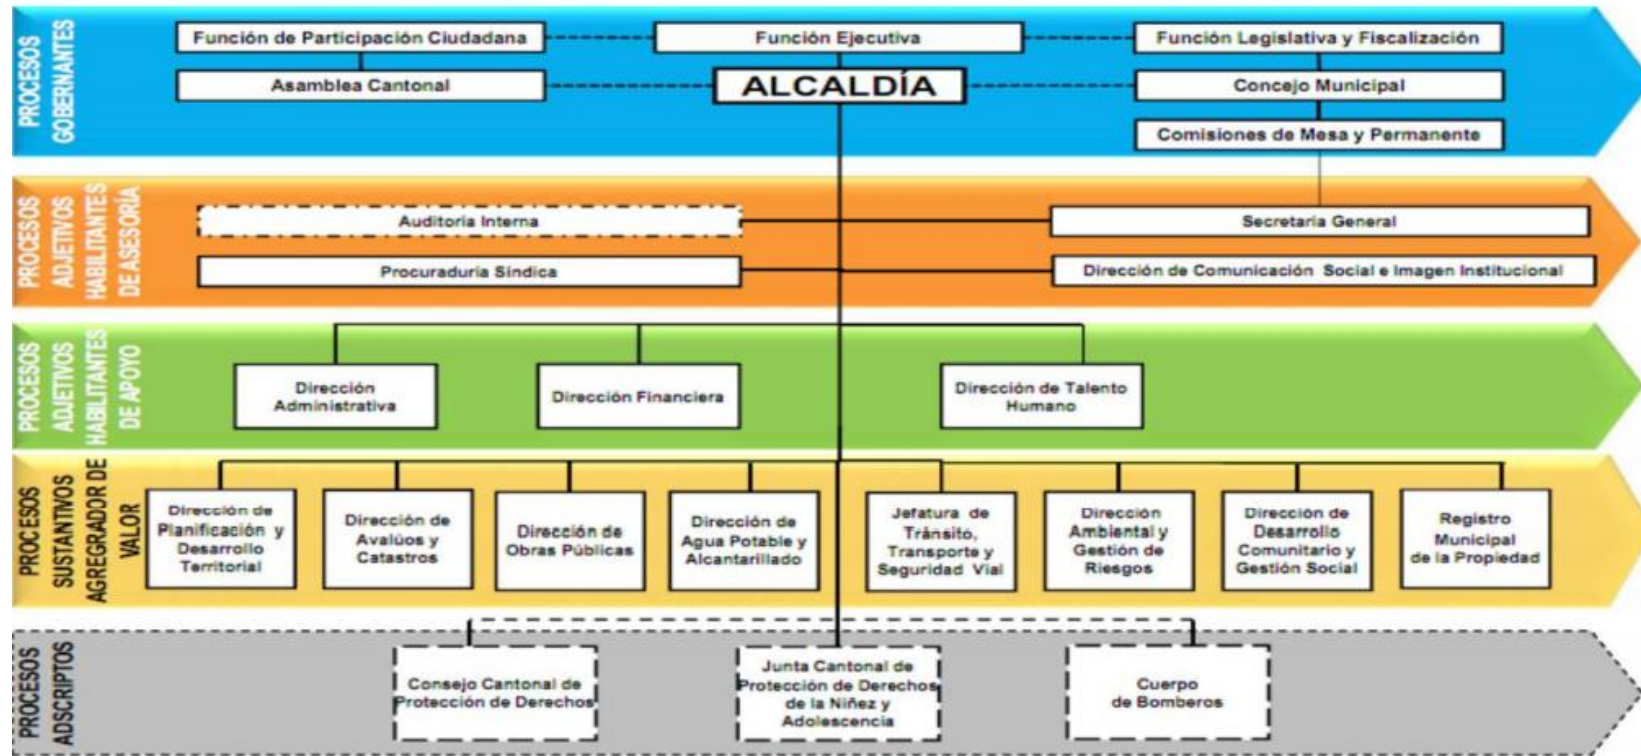 PROCESOS
GOBERNANTES
Función de Participación Ciudadana
Función Ejecutiva
Función Legislativa y Fiscalización
Asamblea Cantonal
ALCALDÍA
Concejo Municipal
Comisiones de Mesa y Permanente
PROCESOS
ADJETIVOS
HABILITANTES
DE ASESORÍA
Auditoría Interna
Secretaría General
Procuraduría Síndica
Dirección de Comunicación Social e Imagen Institucional
PROCESOS
ADJETIVOS
HABILITANTES
DE APOYO
Dirección
Administrativa
Dirección Financiera
Dirección de Talento
Humano
PROCESOS
SUSTANTIVOS
AGREGRADOR DE
VALOR
Dirección de
Planificación y
Desarrollo
Territorial
Dirección de
Avalúos y
Catastros
Dirección de
Obras Públicas
Dirección de
Agua Potable y
Alcantarillado
Jefatura de
Tránsito,
Transporte y
Seguridad Vial
Dirección
Ambiental y
Gestión de
Riesgos
Dirección de
Desarrollo
Comunitario y
Gestión Social
Registro
Municipal
de la Propiedad
PROCESOS
ADSCRIPTOS
Consejo Cantonal de
Protección de Derechos
Junta Cantonal de
Protección de Derechos
de la Niñez y
Adolescencia
Cuerpo
de Bomberos